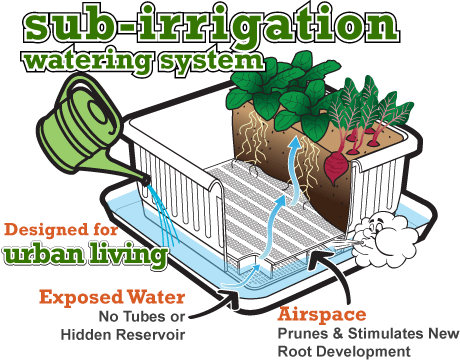 sub-irrigation
watering system
Designed for
urban living
Exposed Water
No Tubes or
Hidden Reservoir
Airspace
Prunes & Stimulates New
Root Development